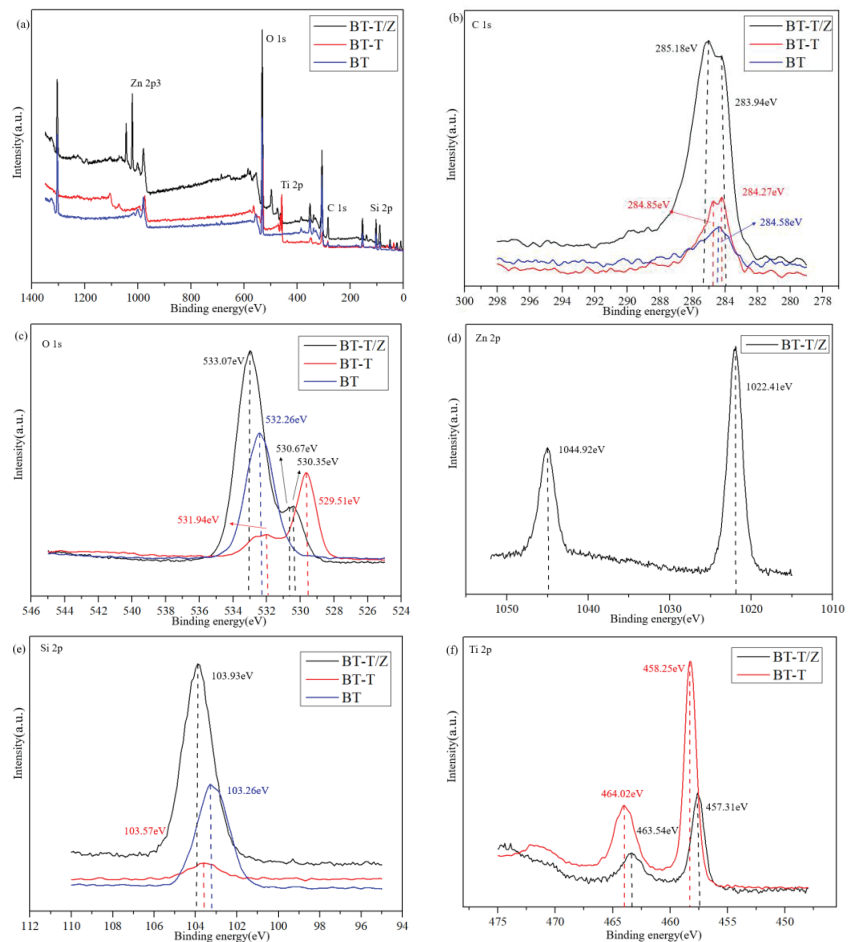 (a)
BT-T/Z
BT-T
BT
O 1s
Zn 2p3
Ti 2p
C 1s
Si 2p
Intensity(a.u.)
1400 1200 1000 800 600 400 200 0
Binding energy(eV)
(b)
C 1s
BT-T/Z
BT-T
BT
285.18eV
283.94eV
284.85eV
284.27eV
284.58eV
Intensity(a.u.)
300 298 296 294 292 290 288 286 284 282 280 278 276
Binding energy(eV)
(c)
O 1s
BT-T/Z
BT-T
BT
533.07eV
532.26eV
530.67eV
530.35eV
529.51eV
531.94eV
Intensity(a.u.)
546 544 542 540 538 536 534 532 530 528 526 524
Binding energy(eV)
(d)
Zn 2p
BT-T/Z
1022.41eV
1044.92eV
Intensity(a.u.)
1050 1040 1030 1020 1010
Binding energy(eV)
(e)
Si 2p
BT-T/Z
BT-T
BT
103.93eV
103.26eV
103.57eV
Intensity(a.u.)
112 110 108 106 104 102 100 98 96 94
Binding energy(eV)
(f)
Ti 2p
BT-T/Z
BT-T
458.25eV
464.02eV
463.54eV
457.31eV
Intensity(a.u.)
475 470 465 460 455 450
Binding energy(eV)